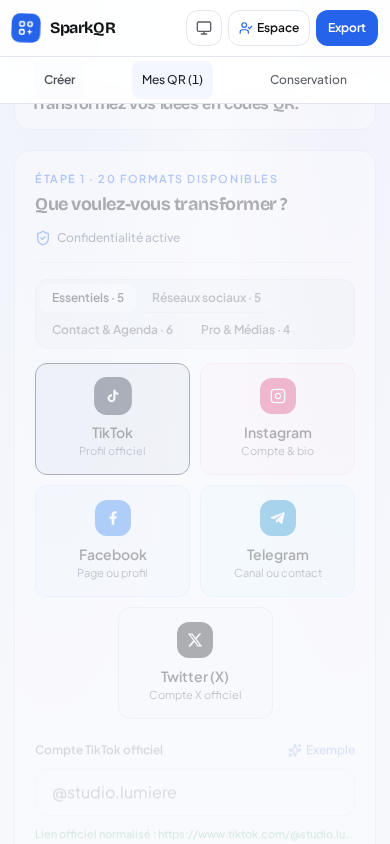 SparkQR
Espace
Export
Créer
Mes QR (1)
Conservation
Transformez vos idées en codes QR.
ÉTAPE 1 · 20 FORMATS DISPONIBLES
Que voulez-vous transformer ?
Confidentialité active
Essentiels · 5
Réseaux sociaux · 5
Contact & Agenda · 6
Pro & Médias · 4
TikTok
Profil officiel
Instagram
Compte & bio
Facebook
Page ou profil
Telegram
Canal ou contact
Twitter (X)
Compte X officiel
Compte TikTok officiel
Exemple
@studio.lumiere
Lien officiel normalisé : https://www.tiktok.com/@studio.lu...